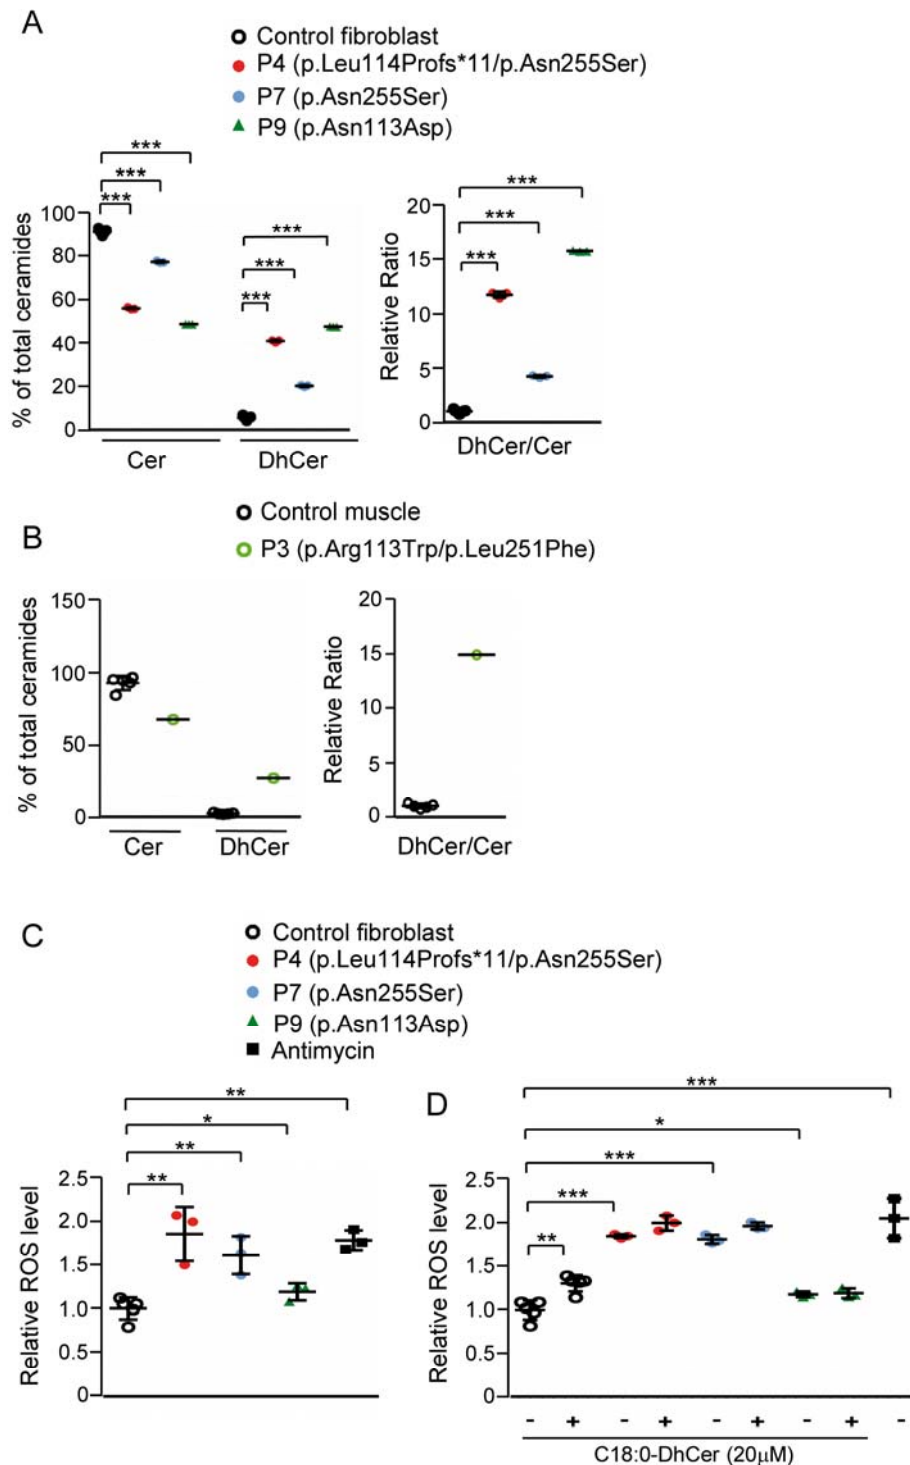 A
Control fibroblast
P4 (p.Leu114Profs*11/p.Asn255Ser)
P7 (p.Asn255Ser)
P9 (p.Asn113Asp)
***
***
***
***
***
***
***
***
***
% of total ceramides
100
80
60
40
20
0
Cer
DhCer
Relative Ratio
20
15
10
5
0
DhCer/Cer
B
Control muscle
P3 (p.Arg113Trp/p.Leu251Phe)
% of total ceramides
150
100
50
0
Cer
DhCer
Relative Ratio
20
15
10
5
0
DhCer/Cer
C
Control fibroblast
P4 (p.Leu114Profs*11/p.Asn255Ser)
P7 (p.Asn255Ser)
P9 (p.Asn113Asp)
Antimycin
**
*
**
**
Relative ROS level
2.5
2.0
1.5
1.0
0.5
0
D
***
*
***
***
**
Relative ROS level
2.5
2.0
1.5
1.0
0.5
0
- + - + - + - + -
C18:0-DhCer (20µM)